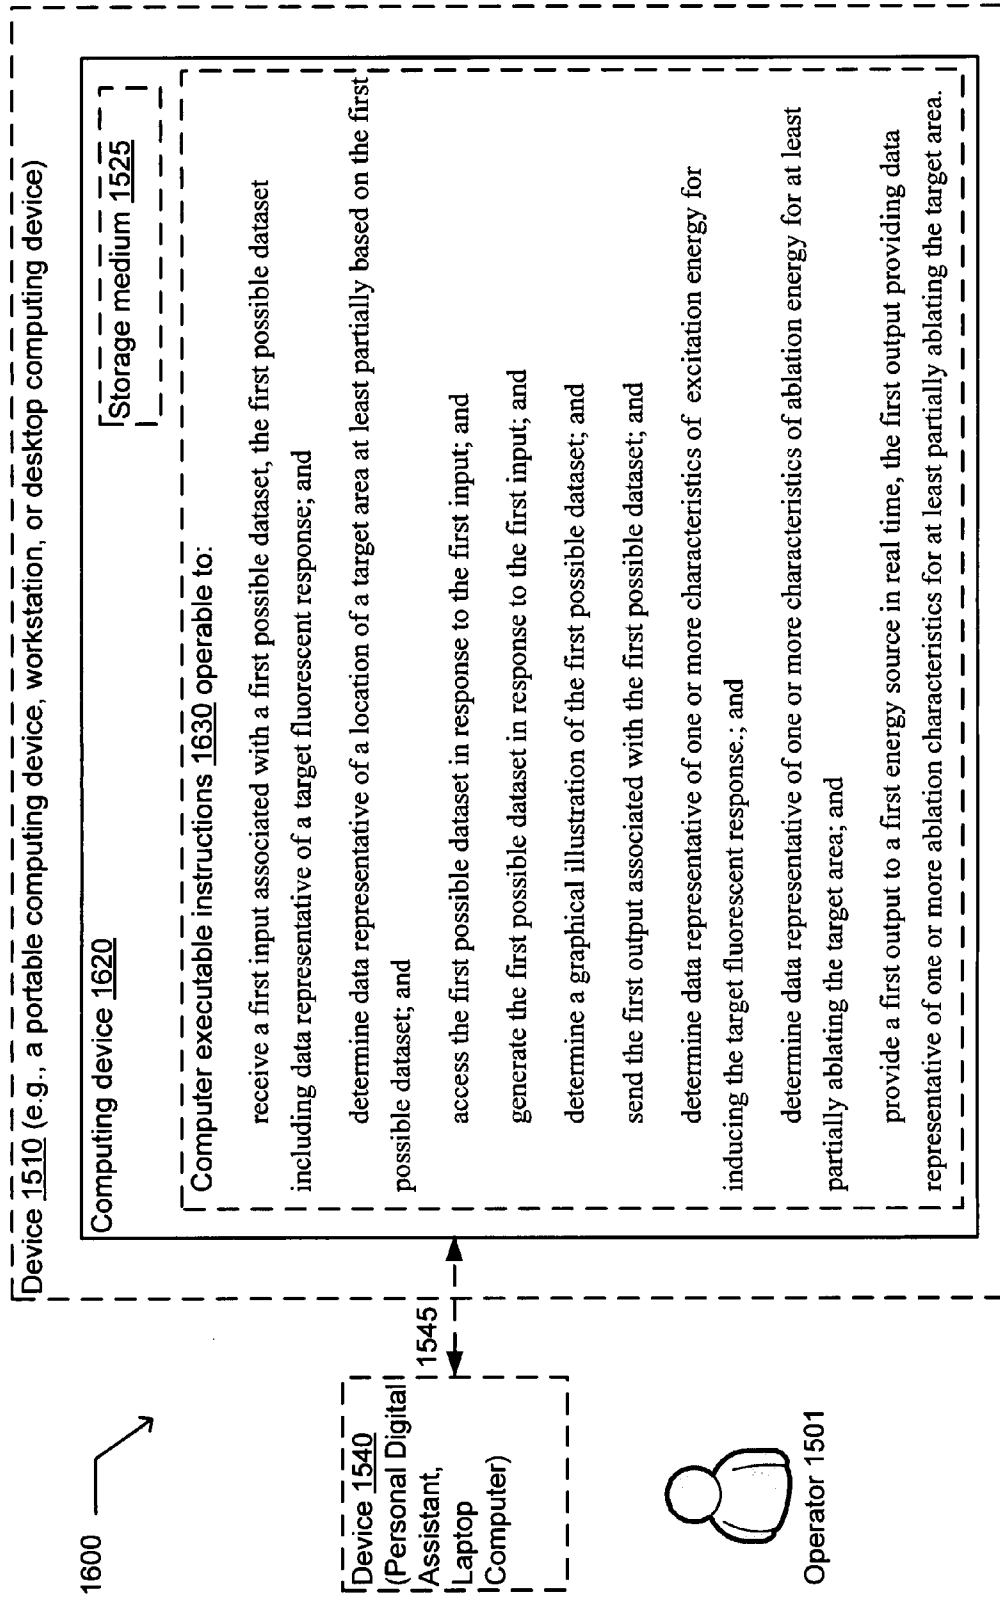 1600
Device 1510 (e.g., a portable computing device, workstation, or desktop computing device)
Computing device 1620
Storage medium 1525
Computer executable instructions 1630 operable to:
receive a first input associated with a first possible dataset, the first possible dataset
including data representative of a target fluorescent response; and
determine data representative of a location of a target area at least partially based on the first
possible dataset; and
access the first possible dataset in response to the first input; and
generate the first possible dataset in response to the first input; and
determine a graphical illustration of the first possible dataset; and
send the first output associated with the first possible dataset; and
determine data representative of one or more characteristics of excitation energy for
inducing the target fluorescent response.; and
determine data representative of one or more characteristics of ablation energy for at least
partially ablating the target area; and
provide a first output to a first energy source in real time, the first output providing data
representative of one or more ablation characteristics for at least partially ablating the target area.
1545
Device 1540
(Personal Digital
Assistant,
Laptop
Computer)
Operator 1501